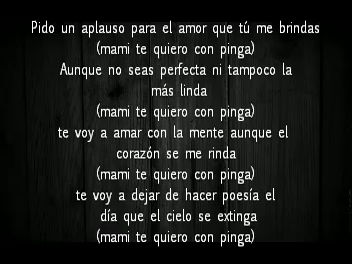 Pido un aplauso para el amor que tú me brindas
(mami te quiero con pinga)
Aunque no seas perfecta ni tampoco la
más linda
(mami te quiero con pinga)
te voy a amar con la mente aunque el
corazón se me rinda
(mami te quiero con pinga)
te voy a dejar de hacer poesía el
día que el cielo se extinga
(mami te quiero con pinga)